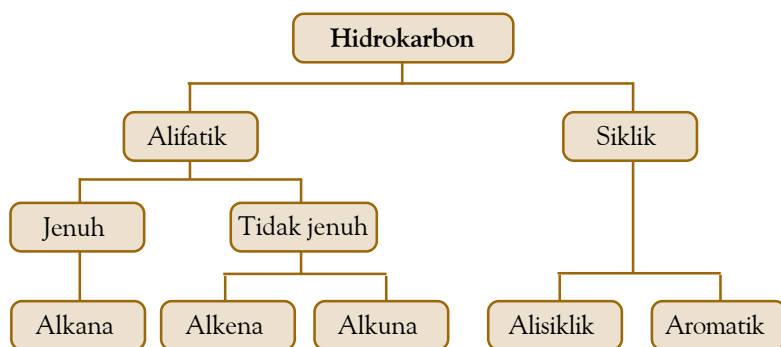 Hidrokarbon
Alifatik
Siklik
Jenuh
Tidak jenuh
Alkana
Alkena
Alkuna
Alisiklik
Aromatik